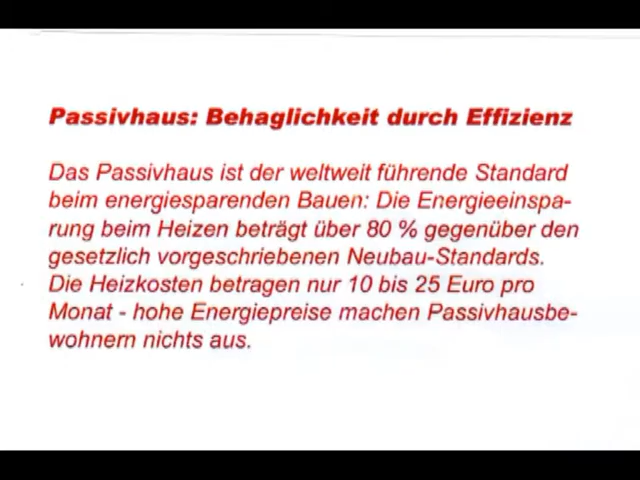 Passivhaus: Behaglichkeit durch Effizienz
Das Passivhaus ist der weltweit führende Standard
beim energiesparenden Bauen: Die Energieeinspa-
rung beim Heizen beträgt über 80 % gegenüber den
gesetzlich vorgeschriebenen Neubau-Standards.
Die Heizkosten betragen nur 10 bis 25 Euro pro
Monat - hohe Energiepreise machen Passivhausbe-
wohnern nichts aus.